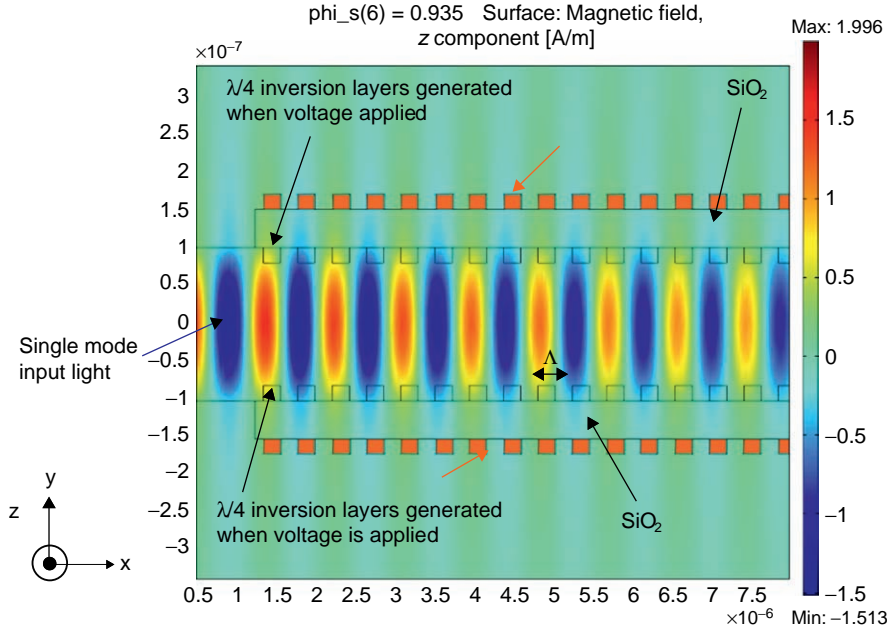 phi_s(6) = 0.935 Surface: Magnetic field,
z component [A/m]
Max: 1.996
×10⁻⁷
λ/4 inversion layers generated
when voltage applied
SiO₂
3
2.5
2
1.5
1
0.5
0
−0.5
−1
−1.5
−2
−2.5
−3
1.5
1
0.5
0
−0.5
−1
−1.5
Single mode
input light
Λ
λ/4 inversion layers generated
when voltage is applied
SiO₂
y
z
x
0.5 1 1.5 2 2.5 3 3.5 4 4.5 5 5.5 6 6.5 7 7.5
×10⁻⁶
Min: −1.513